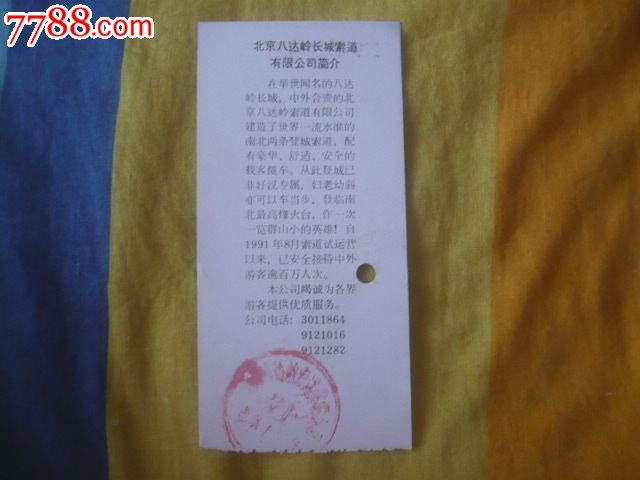 7788.com
北京八达岭长城索道
有限公司简介
在举世闻名的八达
岭长城，中外合资的北
京八达岭索道有限公司
建造了世界一流水准的
南北两条登城索道，配
有豪华、舒适、安全的
载客缆车。从此登城已
非好汉专属，妇老幼弱
亦可以车当步，登临南
北最高烽火台，作一次
一览群山小的英雄！自
1991年8月索道试运营
以来，已安全接待中外
游客逾百万人次。
本公司竭诚为各界
游客提供优质服务。
公司电话：3011864
9121016
9121282